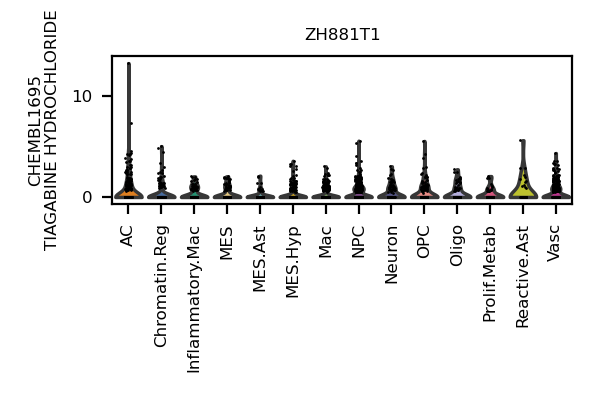 ZH881T1
CHEMBL1695
TIAGABINE HYDROCHLORIDE
10
0
AC
Chromatin.Reg
Inflammatory.Mac
MES
MES.Ast
MES.Hyp
Mac
NPC
Neuron
OPC
Oligo
Prolif.Metab
Reactive.Ast
Vasc